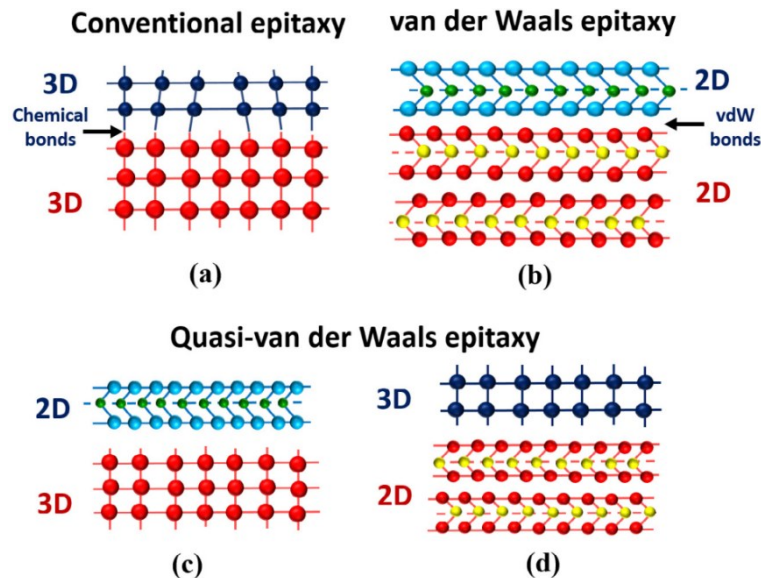 Conventional epitaxy
van der Waals epitaxy
3D
Chemical
bonds
3D
(a)
2D
vdW
bonds
2D
(b)
Quasi-van der Waals epitaxy
2D
3D
(c)
3D
2D
(d)